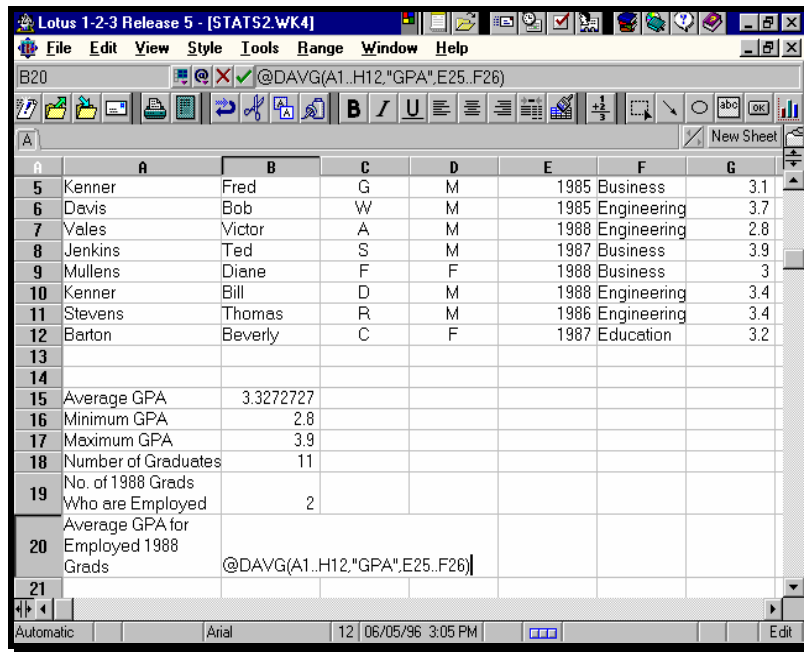 Lotus 1-2-3 Release 5 - [STATS2.WK4]
File Edit View Style Tools Range Window Help
B20 @DAVG(A1..H12,"GPA",E25..F26)
B I U abc OK
A New Sheet
A A B C D E F G
5 Kenner Fred G M 1985 Business 3.1
6 Davis Bob W M 1985 Engineering 3.7
7 Vales Victor A M 1988 Engineering 2.8
8 Jenkins Ted S M 1987 Business 3.9
9 Mullens Diane F F 1988 Business 3
10 Kenner Bill D M 1988 Engineering 3.4
11 Stevens Thomas R M 1986 Engineering 3.4
12 Barton Beverly C F 1987 Education 3.2
13
14
15 Average GPA 3.3272727
16 Minimum GPA 2.8
17 Maximum GPA 3.9
18 Number of Graduates 11
19 No. of 1988 Grads
Who are Employed 2
Average GPA for
20 Employed 1988
Grads @DAVG(A1..H12,"GPA",E25..F26)
21
Automatic Arial 12 06/05/96 3:05 PM Edit